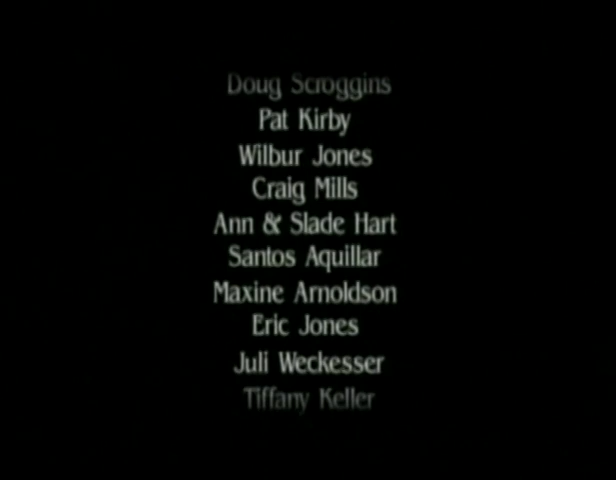 Doug Scroggins
Pat Kirby
Wilbur Jones
Craig Mills
Ann & Slade Hart
Santos Aquillar
Maxine Arnoldson
Eric Jones
Juli Weckesser
Tiffany Keller